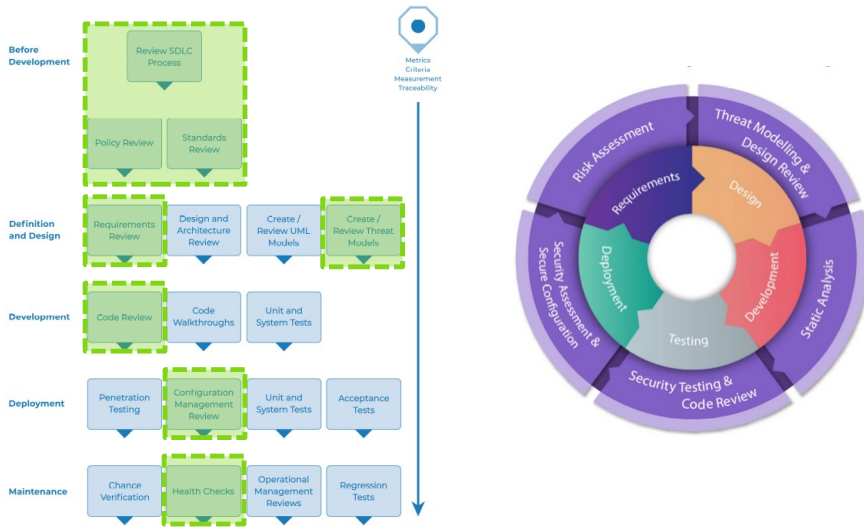 Before
Development
Review SDLC
Process
Policy Review
Standards
Review
Metrics
Criteria
Measurement
Traceability
Definition
and Design
Requirements
Review
Design and
Architecture
Review
Create /
Review UML
Models
Create /
Review Threat
Models
Development
Code Review
Code
Walkthroughs
Unit and
System Tests
Deployment
Penetration
Testing
Configuration
Management
Review
Unit and
System Tests
Acceptance
Tests
Maintenance
Chance
Verification
Health Checks
Operational
Management
Reviews
Regression
Tests
Risk Assessment
Threat Modelling &
Design Review
Static Analysis
Security Testing &
Code Review
Security Assessment &
Secure Configuration
Requirements
Design
Development
Testing
Deployment